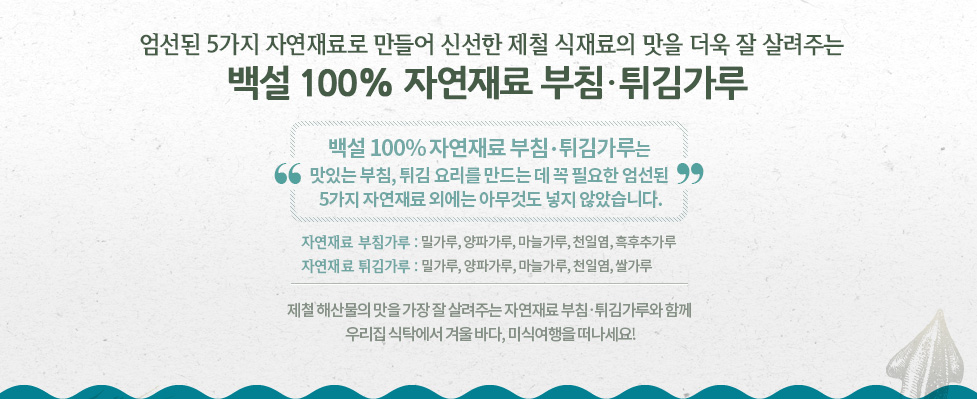 엄선된 5가지 자연재료로 만들어 신선한 제철 식재료의 맛을 더욱 잘 살려주는
백설 100% 자연재료 부침·튀김가루
백설 100% 자연재료 부침·튀김가루는
“ 맛있는 부침, 튀김 요리를 만드는 데 꼭 필요한 엄선된 ”
5가지 자연재료 외에는 아무것도 넣지 않았습니다.
자연재료 부침가루 : 밀가루, 양파가루, 마늘가루, 천일염, 흑후추가루
자연재료 튀김가루 : 밀가루, 양파가루, 마늘가루, 천일염, 쌀가루
제철 해산물의 맛을 가장 잘 살려주는 자연재료 부침·튀김가루와 함께
우리집 식탁에서 겨울 바다, 미식여행을 떠나세요!